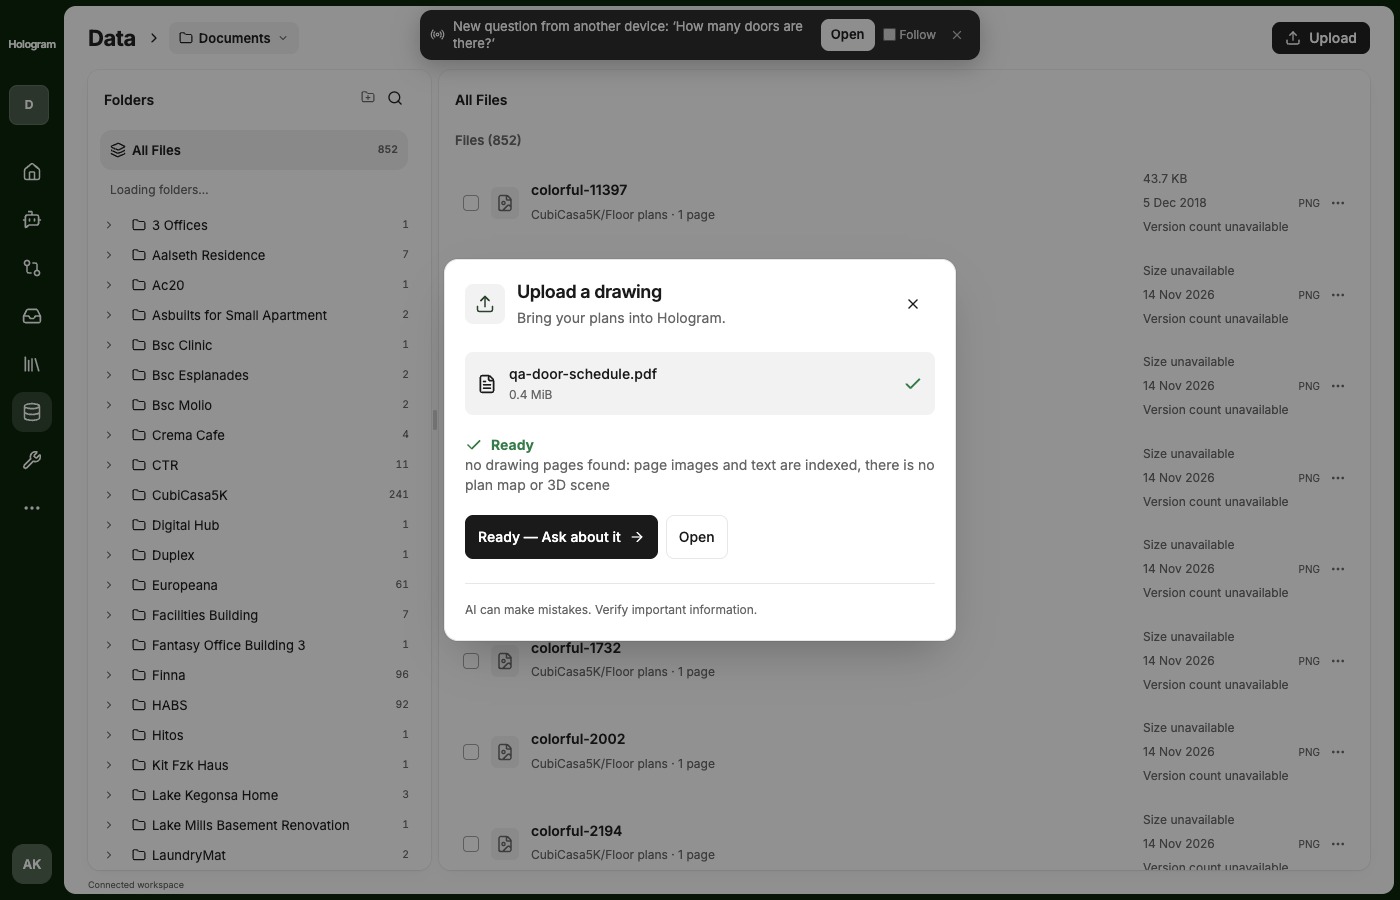 Hologram
D
AK
Data
Documents
New question from another device: ‘How many doors are
there?’
Open
Follow
Upload
Folders
All Files
852
Loading folders...
3 Offices 1
Aalseth Residence 7
Ac20 1
Asbuilts for Small Apartment 2
Bsc Clinic 1
Bsc Esplanades 2
Bsc Molio 2
Crema Cafe 4
CTR 11
CubiCasa5K 241
Digital Hub 1
Duplex 1
Europeana 61
Facilities Building 7
Fantasy Office Building 3 1
Finna 96
HABS 92
Hitos 1
Kit Fzk Haus 1
Lake Kegonsa Home 3
Lake Mills Basement Renovation 1
LaundryMat 2
Connected workspace
All Files
Files (852)
colorful-11397
CubiCasa5K/Floor plans · 1 page
43.7 KB
5 Dec 2018 PNG
Version count unavailable
Size unavailable
14 Nov 2026 PNG
Version count unavailable
Size unavailable
14 Nov 2026 PNG
Version count unavailable
Size unavailable
14 Nov 2026 PNG
Version count unavailable
Size unavailable
14 Nov 2026 PNG
Version count unavailable
colorful-1732
CubiCasa5K/Floor plans · 1 page
Size unavailable
14 Nov 2026 PNG
Version count unavailable
colorful-2002
CubiCasa5K/Floor plans · 1 page
Size unavailable
14 Nov 2026 PNG
Version count unavailable
colorful-2194
CubiCasa5K/Floor plans · 1 page
Size unavailable
14 Nov 2026 PNG
Version count unavailable
Upload a drawing
Bring your plans into Hologram.
qa-door-schedule.pdf
0.4 MiB
Ready
no drawing pages found: page images and text are indexed, there is no
plan map or 3D scene
Ready — Ask about it
Open
AI can make mistakes. Verify important information.